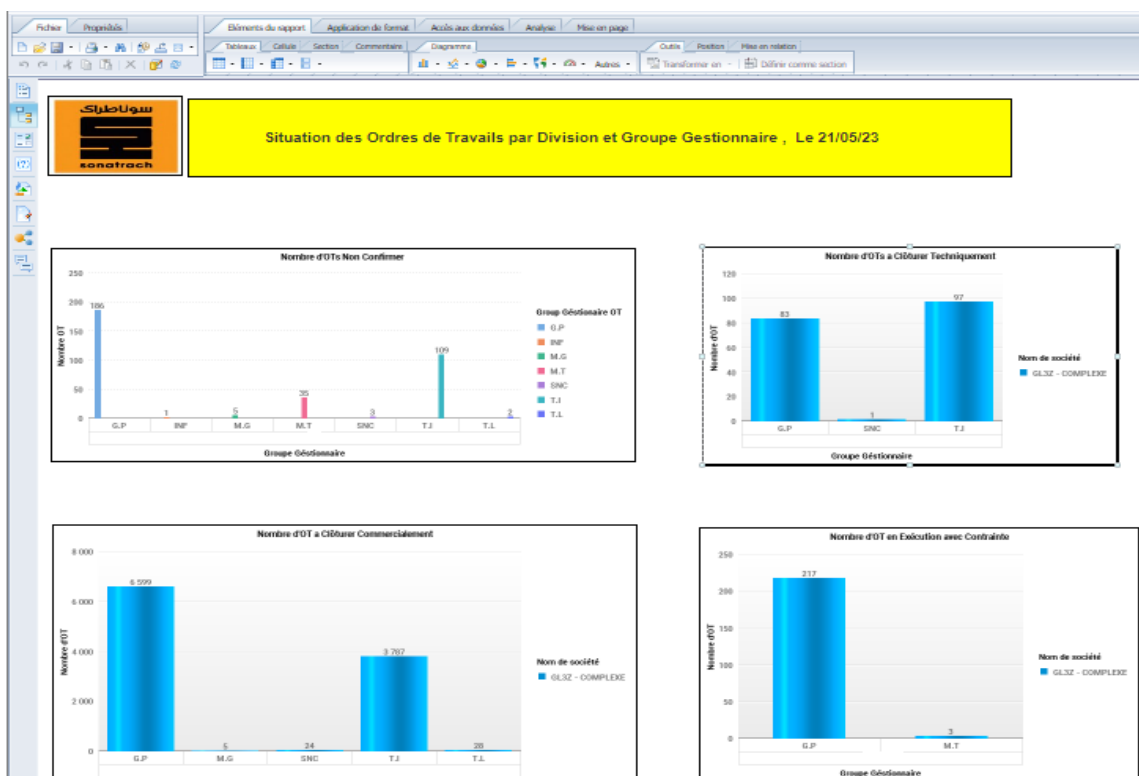 Fichier Propriétés
Eléments du rapport Application de format Accès aux données Analyse Mise en page
Tableaux Cellule Section Commentaire Diagramme Outils Position Mise en relation
Autres Transformer en Définir comme section
سوناطراك
sonatrach
Situation des Ordres de Travails par Division et Groupe Gestionnaire , Le 21/05/23
Nombre d'OTs Non Confirmer
Nombre OT
250
200
150
100
50
0
186
1
5
35
3
109
2
G.P INF M.G M.T SNC T.I T.L
Groupe Géstionnaire
Group Géstionaire OT
G.P
INF
M.G
M.T
SNC
T.I
T.L
Nombre d'OTs a Clôturer Techniquement
Nombre d'OT
120
100
80
60
40
20
0
83
1
97
G.P SNC T.I
Groupe Géstionnaire
Nom de société
GL3Z - COMPLEXE
Nombre d'OT a Clôturer Commercialement
Nombre d'OT
8 000
6 000
4 000
2 000
0
6 599
5
24
3 787
28
G.P M.G SNC T.I T.L
Nom de société
GL3Z - COMPLEXE
Nombre d'OT en Exécution avec Contrainte
Nombre d'OT
250
200
150
100
50
0
217
3
G.P M.T
Groupe Géstionnaire
Nom de société
GL3Z - COMPLEXE